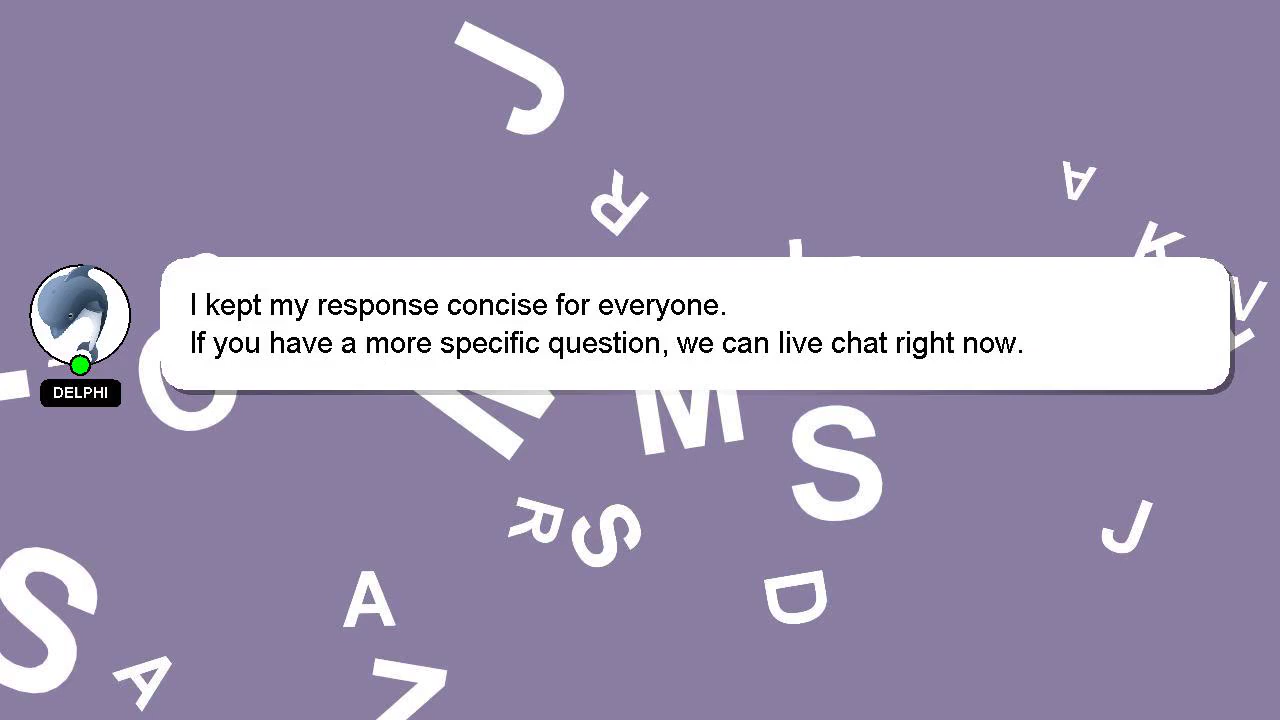 J
R
A
K
V
I kept my response concise for everyone.
If you have a more specific question, we can live chat right now.
DELPHI
O
M
S
R
S
J
A
D
S
A
Z